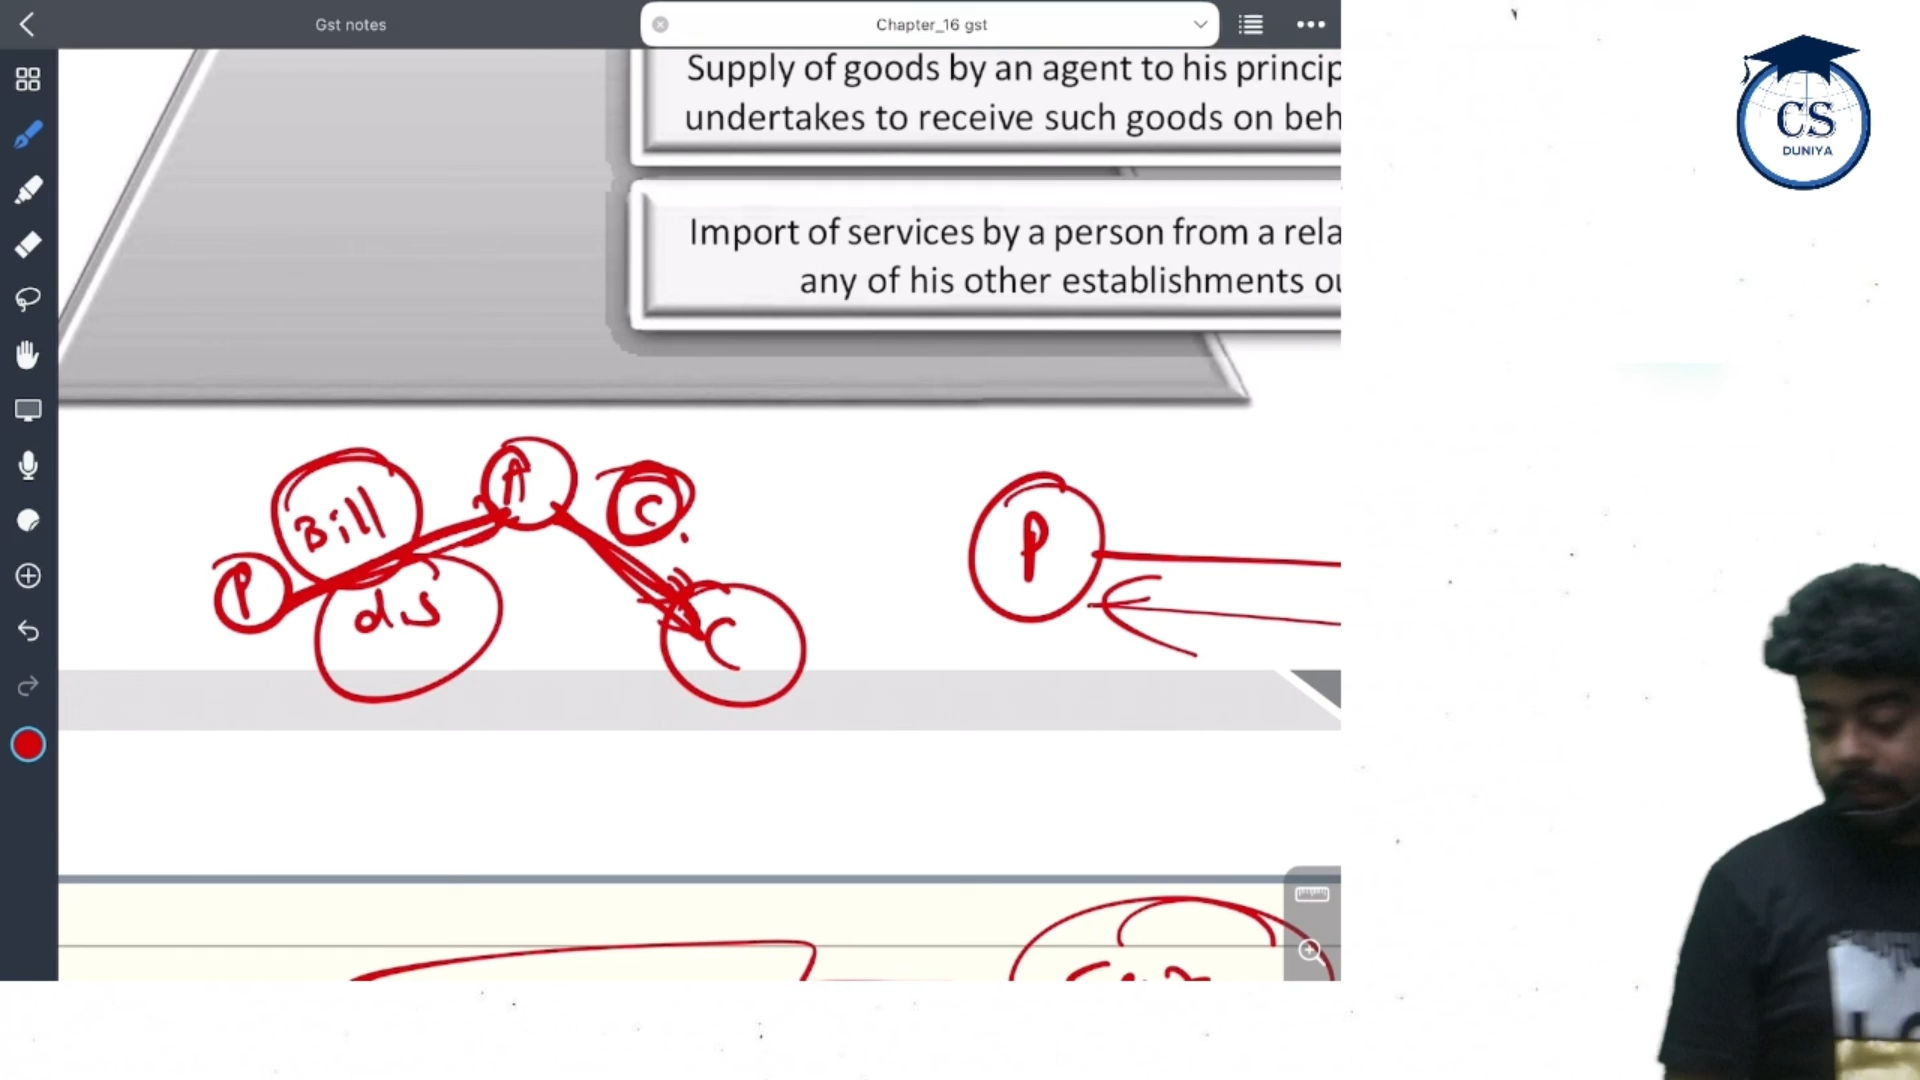 Gst notes
Chapter_16 gst
Supply of goods by an agent to his princip
undertakes to receive such goods on beh
Import of services by a person from a rela
any of his other establishments ou
CS
DUNIYA
A
C
Bill
P
P
dis
C